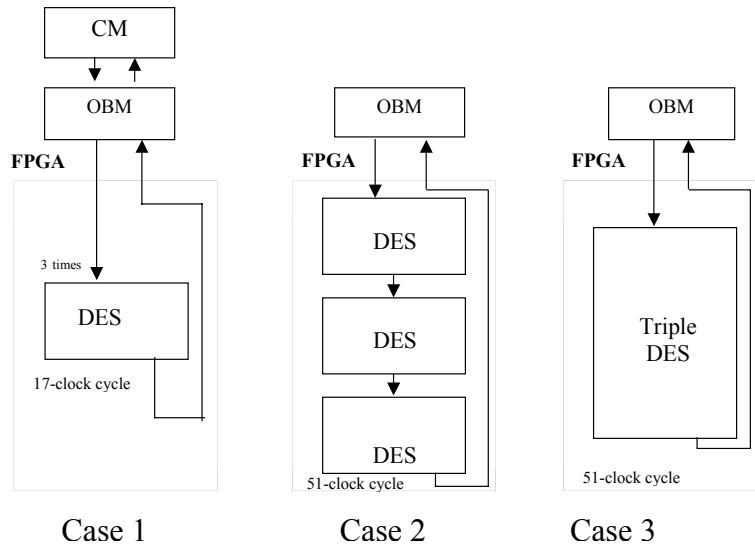 CM
OBM
FPGA
3 times
DES
17-clock cycle
Case 1
OBM
DES
DES
DES
51-clock cycle
Case 2
OBM
FPGA
Triple
DES
51-clock cycle
Case 3